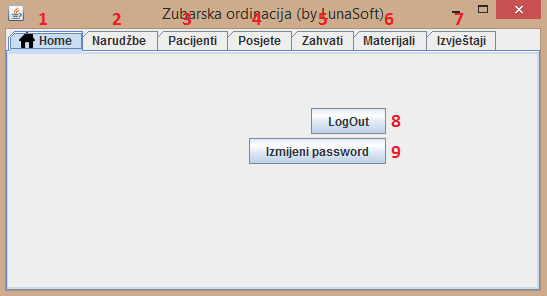 Zubarska ordinacija (by LunaSoft)
1 2 3 4 5 6 7
Home Narudžbe Pacijenti Posjete Zahvati Materijali Izvještaji
LogOut 8
Izmijeni password 9